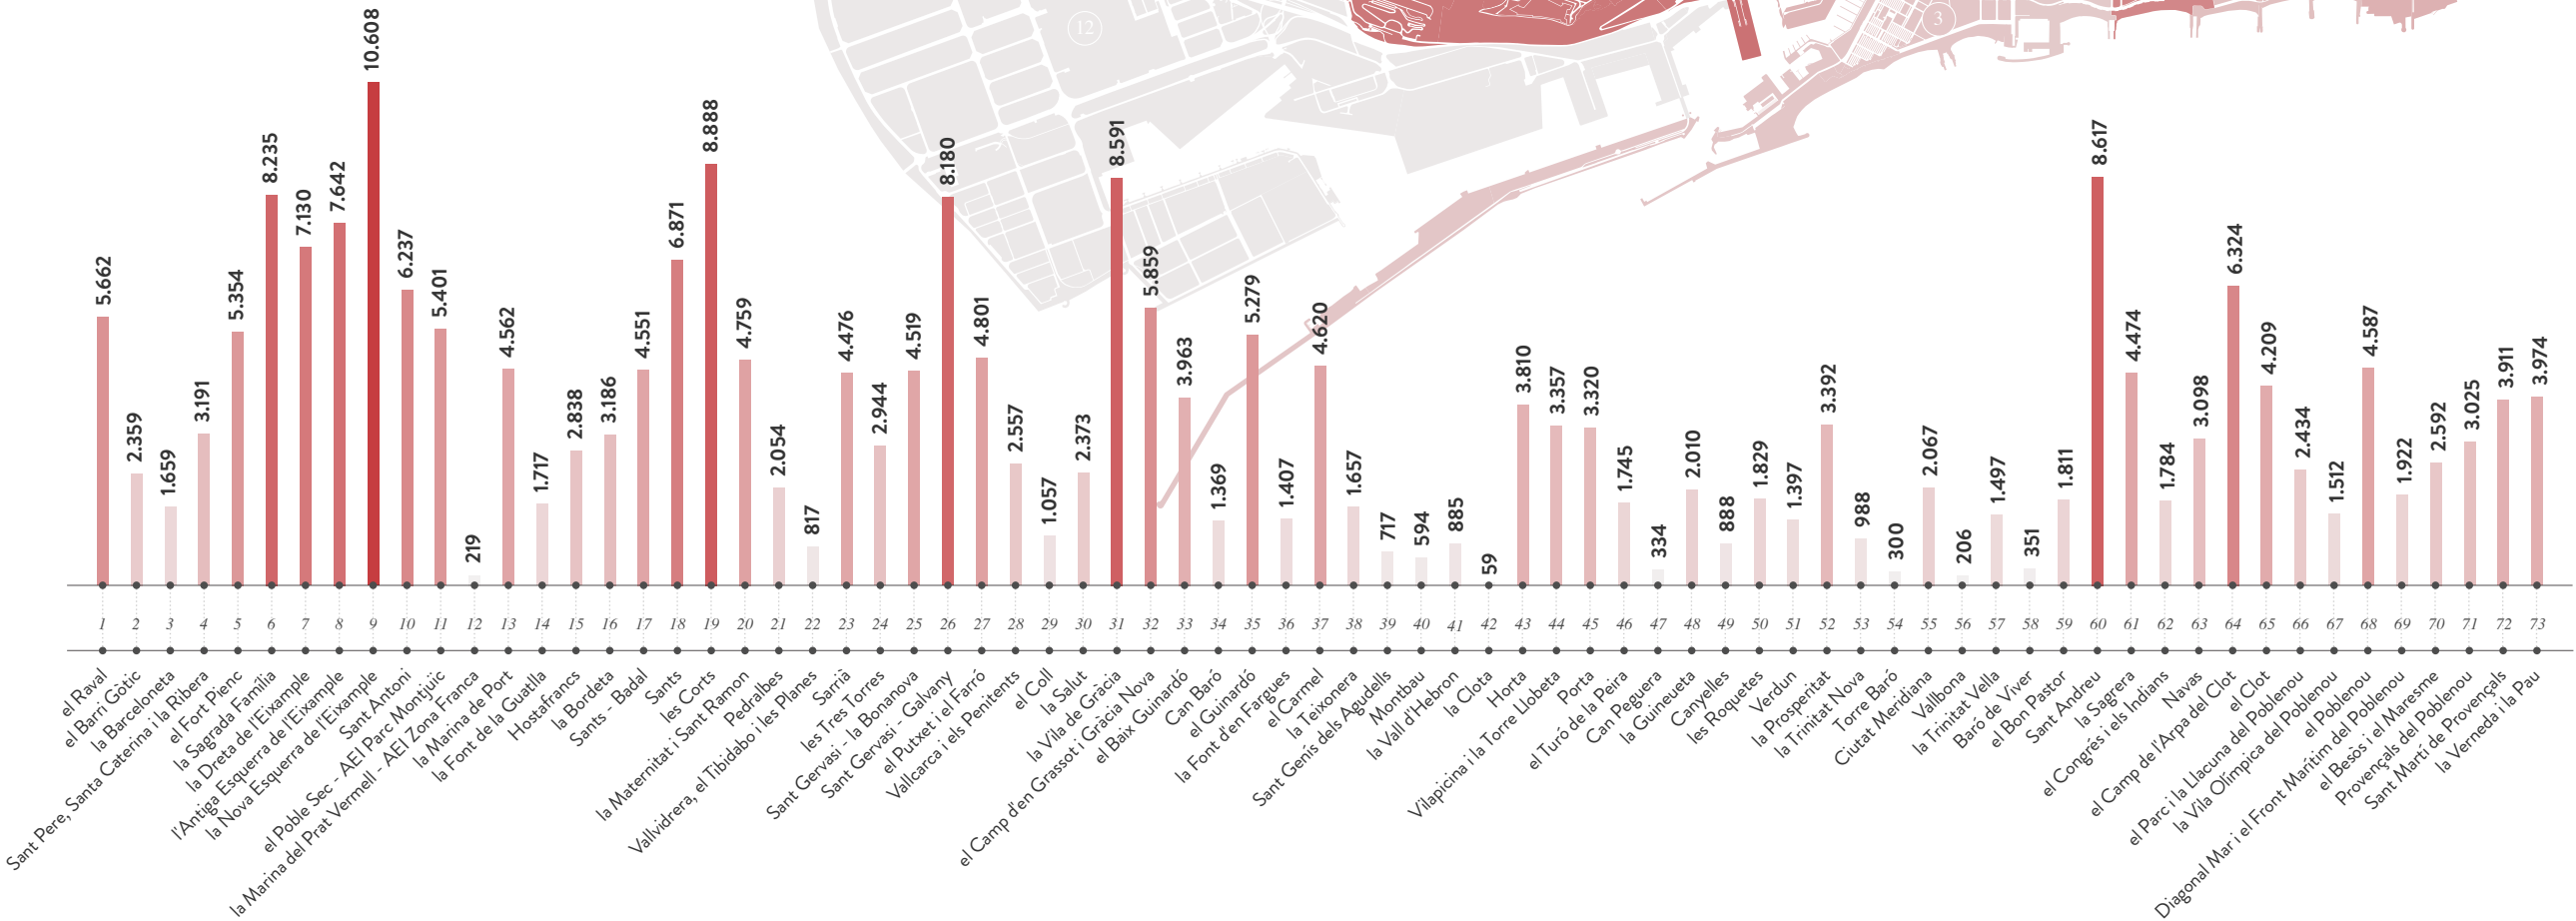 12
3
5.662
2.359
1.659
3.191
5.354
8.235
7.130
7.642
10.608
6.237
5.401
219
4.562
1.717
2.838
3.186
4.551
6.871
8.888
4.759
2.054
817
4.476
2.944
4.519
8.180
4.801
2.557
1.057
2.373
8.591
5.859
3.963
1.369
5.279
1.407
4.620
1.657
717
594
885
59
3.810
3.357
3.320
1.745
334
2.010
888
1.829
1.397
3.392
988
300
2.067
206
1.497
351
1.811
8.617
4.474
1.784
3.098
6.324
4.209
2.434
1.512
4.587
1.922
2.592
3.025
3.911
3.974
1 2 3 4 5 6 7 8 9 10 11 12 13 14 15 16 17 18 19 20 21 22 23 24 25 26 27 28 29 30 31 32 33 34 35 36 37 38 39 40 41 42 43 44 45 46 47 48 49 50 51 52 53 54 55 56 57 58 59 60 61 62 63 64 65 66 67 68 69 70 71 72 73
el Raval
el Barri Gòtic
la Barceloneta
Sant Pere, Santa Caterina i la Ribera
el Fort Pienc
la Sagrada Família
la Dreta de l'Eixample
l'Antiga Esquerra de l'Eixample
la Nova Esquerra de l'Eixample
Sant Antoni
el Poble Sec - AEI Parc Montjuïc
la Marina del Prat Vermell - AEI Zona Franca
la Marina de Port
la Font de la Guatlla
Hostafrancs
la Bordeta
Sants - Badal
Sants
les Corts
la Maternitat i Sant Ramon
Pedralbes
Vallvidrera, el Tibidabo i les Planes
Sarrià
les Tres Torres
Sant Gervasi - la Bonanova
Sant Gervasi - Galvany
el Putxet i el Farró
Vallcarca i els Penitents
el Coll
la Salut
la Vila de Gràcia
el Camp d'en Grassot i Gràcia Nova
el Baix Guinardó
Can Baró
el Guinardó
la Font d'en Fargues
el Carmel
la Teixonera
Sant Genís dels Agudells
Montbau
la Vall d'Hebron
la Clota
Horta
Vilapicina i la Torre Llobeta
Porta
el Turó de la Peira
Can Peguera
la Guineueta
Canyelles
les Roquetes
Verdun
la Prosperitat
la Trinitat Nova
Torre Baró
Ciutat Meridiana
Vallbona
la Trinitat Vella
Baró de Viver
el Bon Pastor
Sant Andreu
la Sagrera
el Congrés i els Indians
Navas
el Camp de l'Arpa del Clot
el Clot
el Parc i la Llacuna del Poblenou
la Vila Olímpica del Poblenou
el Poblenou
Diagonal Mar i el Front Marítim del Poblenou
el Besòs i el Maresme
Provençals del Poblenou
Sant Martí de Provençals
la Verneda i la Pau